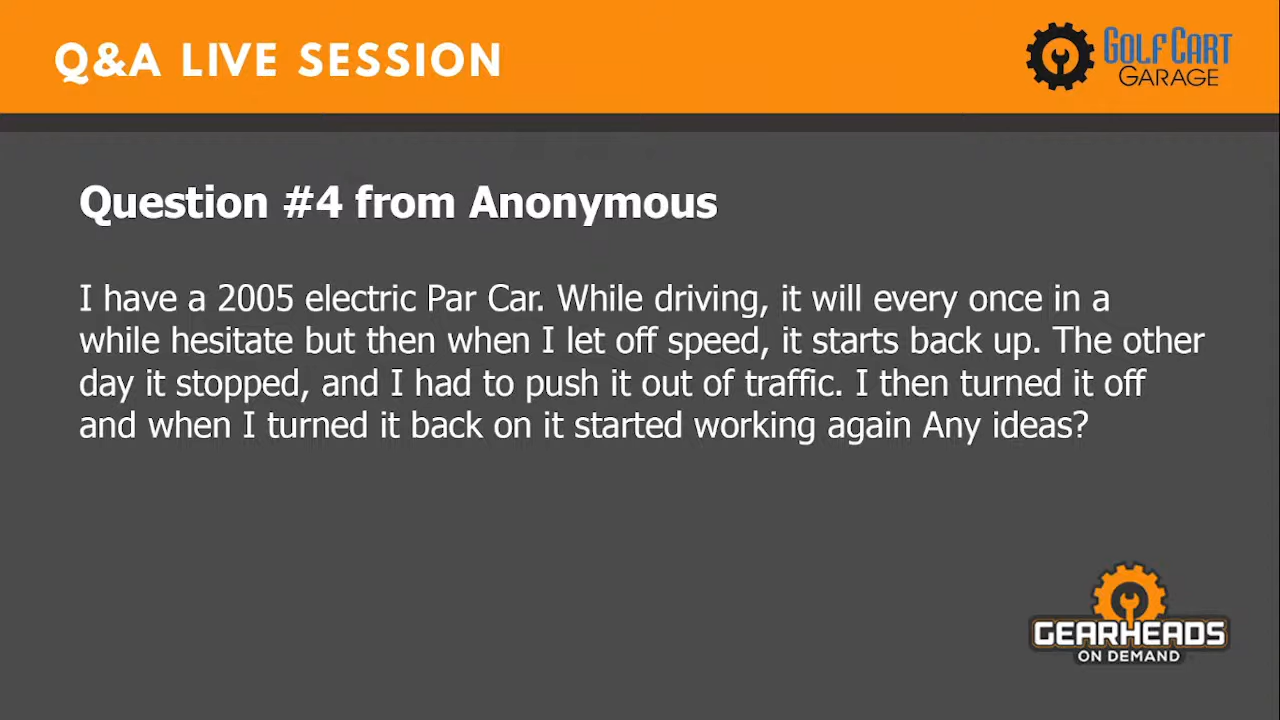 Q&A LIVE SESSION
GOLF CART
GARAGE
Question #4 from Anonymous
I have a 2005 electric Par Car. While driving, it will every once in a
while hesitate but then when I let off speed, it starts back up. The other
day it stopped, and I had to push it out of traffic. I then turned it off
and when I turned it back on it started working again Any ideas?
GEARHEADS
ON DEMAND